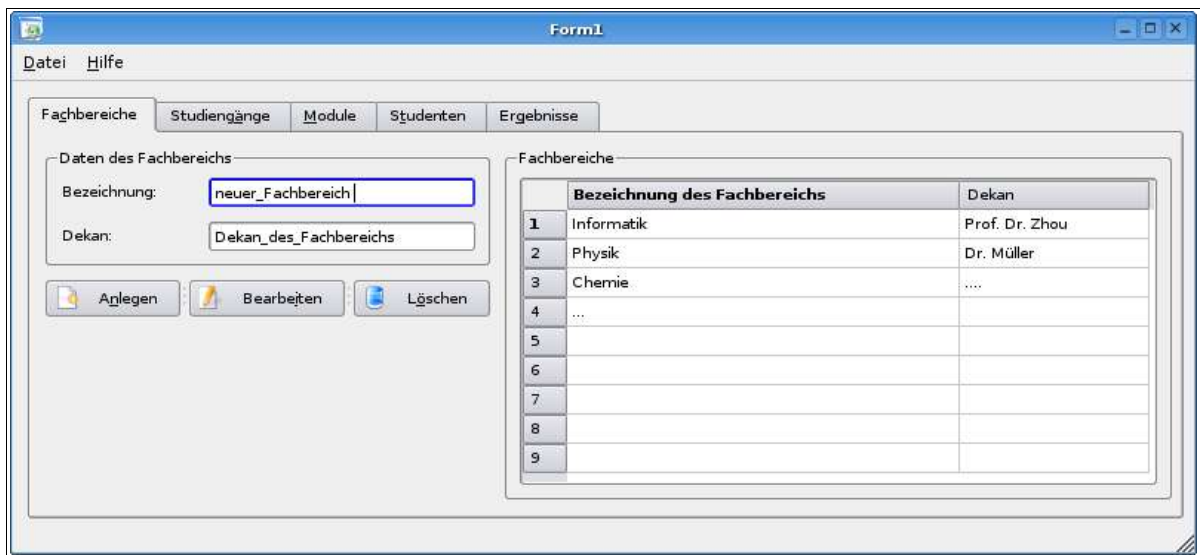 Form1
Datei Hilfe
Fachbereiche Studiengänge Module Studenten Ergebnisse
Daten des Fachbereichs
Bezeichnung: neuer_Fachbereich
Dekan: Dekan_des_Fachbereichs
Anlegen Bearbeiten Löschen
Fachbereiche
Bezeichnung des Fachbereichs Dekan
1 Informatik Prof. Dr. Zhou
2 Physik Dr. Müller
3 Chemie ....
4 ...
5
6
7
8
9